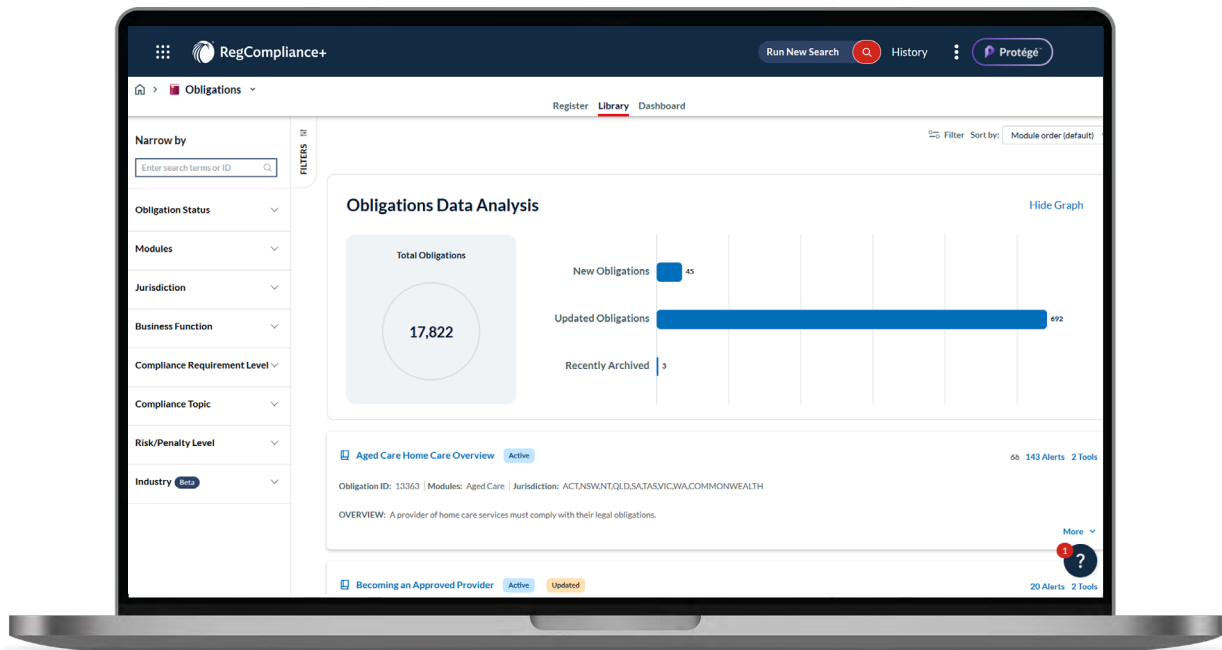 RegCompliance+
Run New Search
History
Protégé™
Obligations
Register Library Dashboard
Narrow by
Enter search terms or ID
FILTERS
Filter Sort by: Module order (default)
Obligation Status
Modules
Jurisdiction
Business Function
Compliance Requirement Level
Compliance Topic
Risk/Penalty Level
Industry Beta
Obligations Data Analysis
Hide Graph
Total Obligations
17,822
New Obligations 45
Updated Obligations 692
Recently Archived 3
Aged Care Home Care Overview Active
143 Alerts 2 Tools
Obligation ID: 13363 | Modules: Aged Care | Jurisdiction: ACT,NSW,NT,QLD,SA,TAS,VIC,WA,COMMONWEALTH
OVERVIEW: A provider of home care services must comply with their legal obligations.
More
1
?
Becoming an Approved Provider Active Updated
20 Alerts 2 Tools